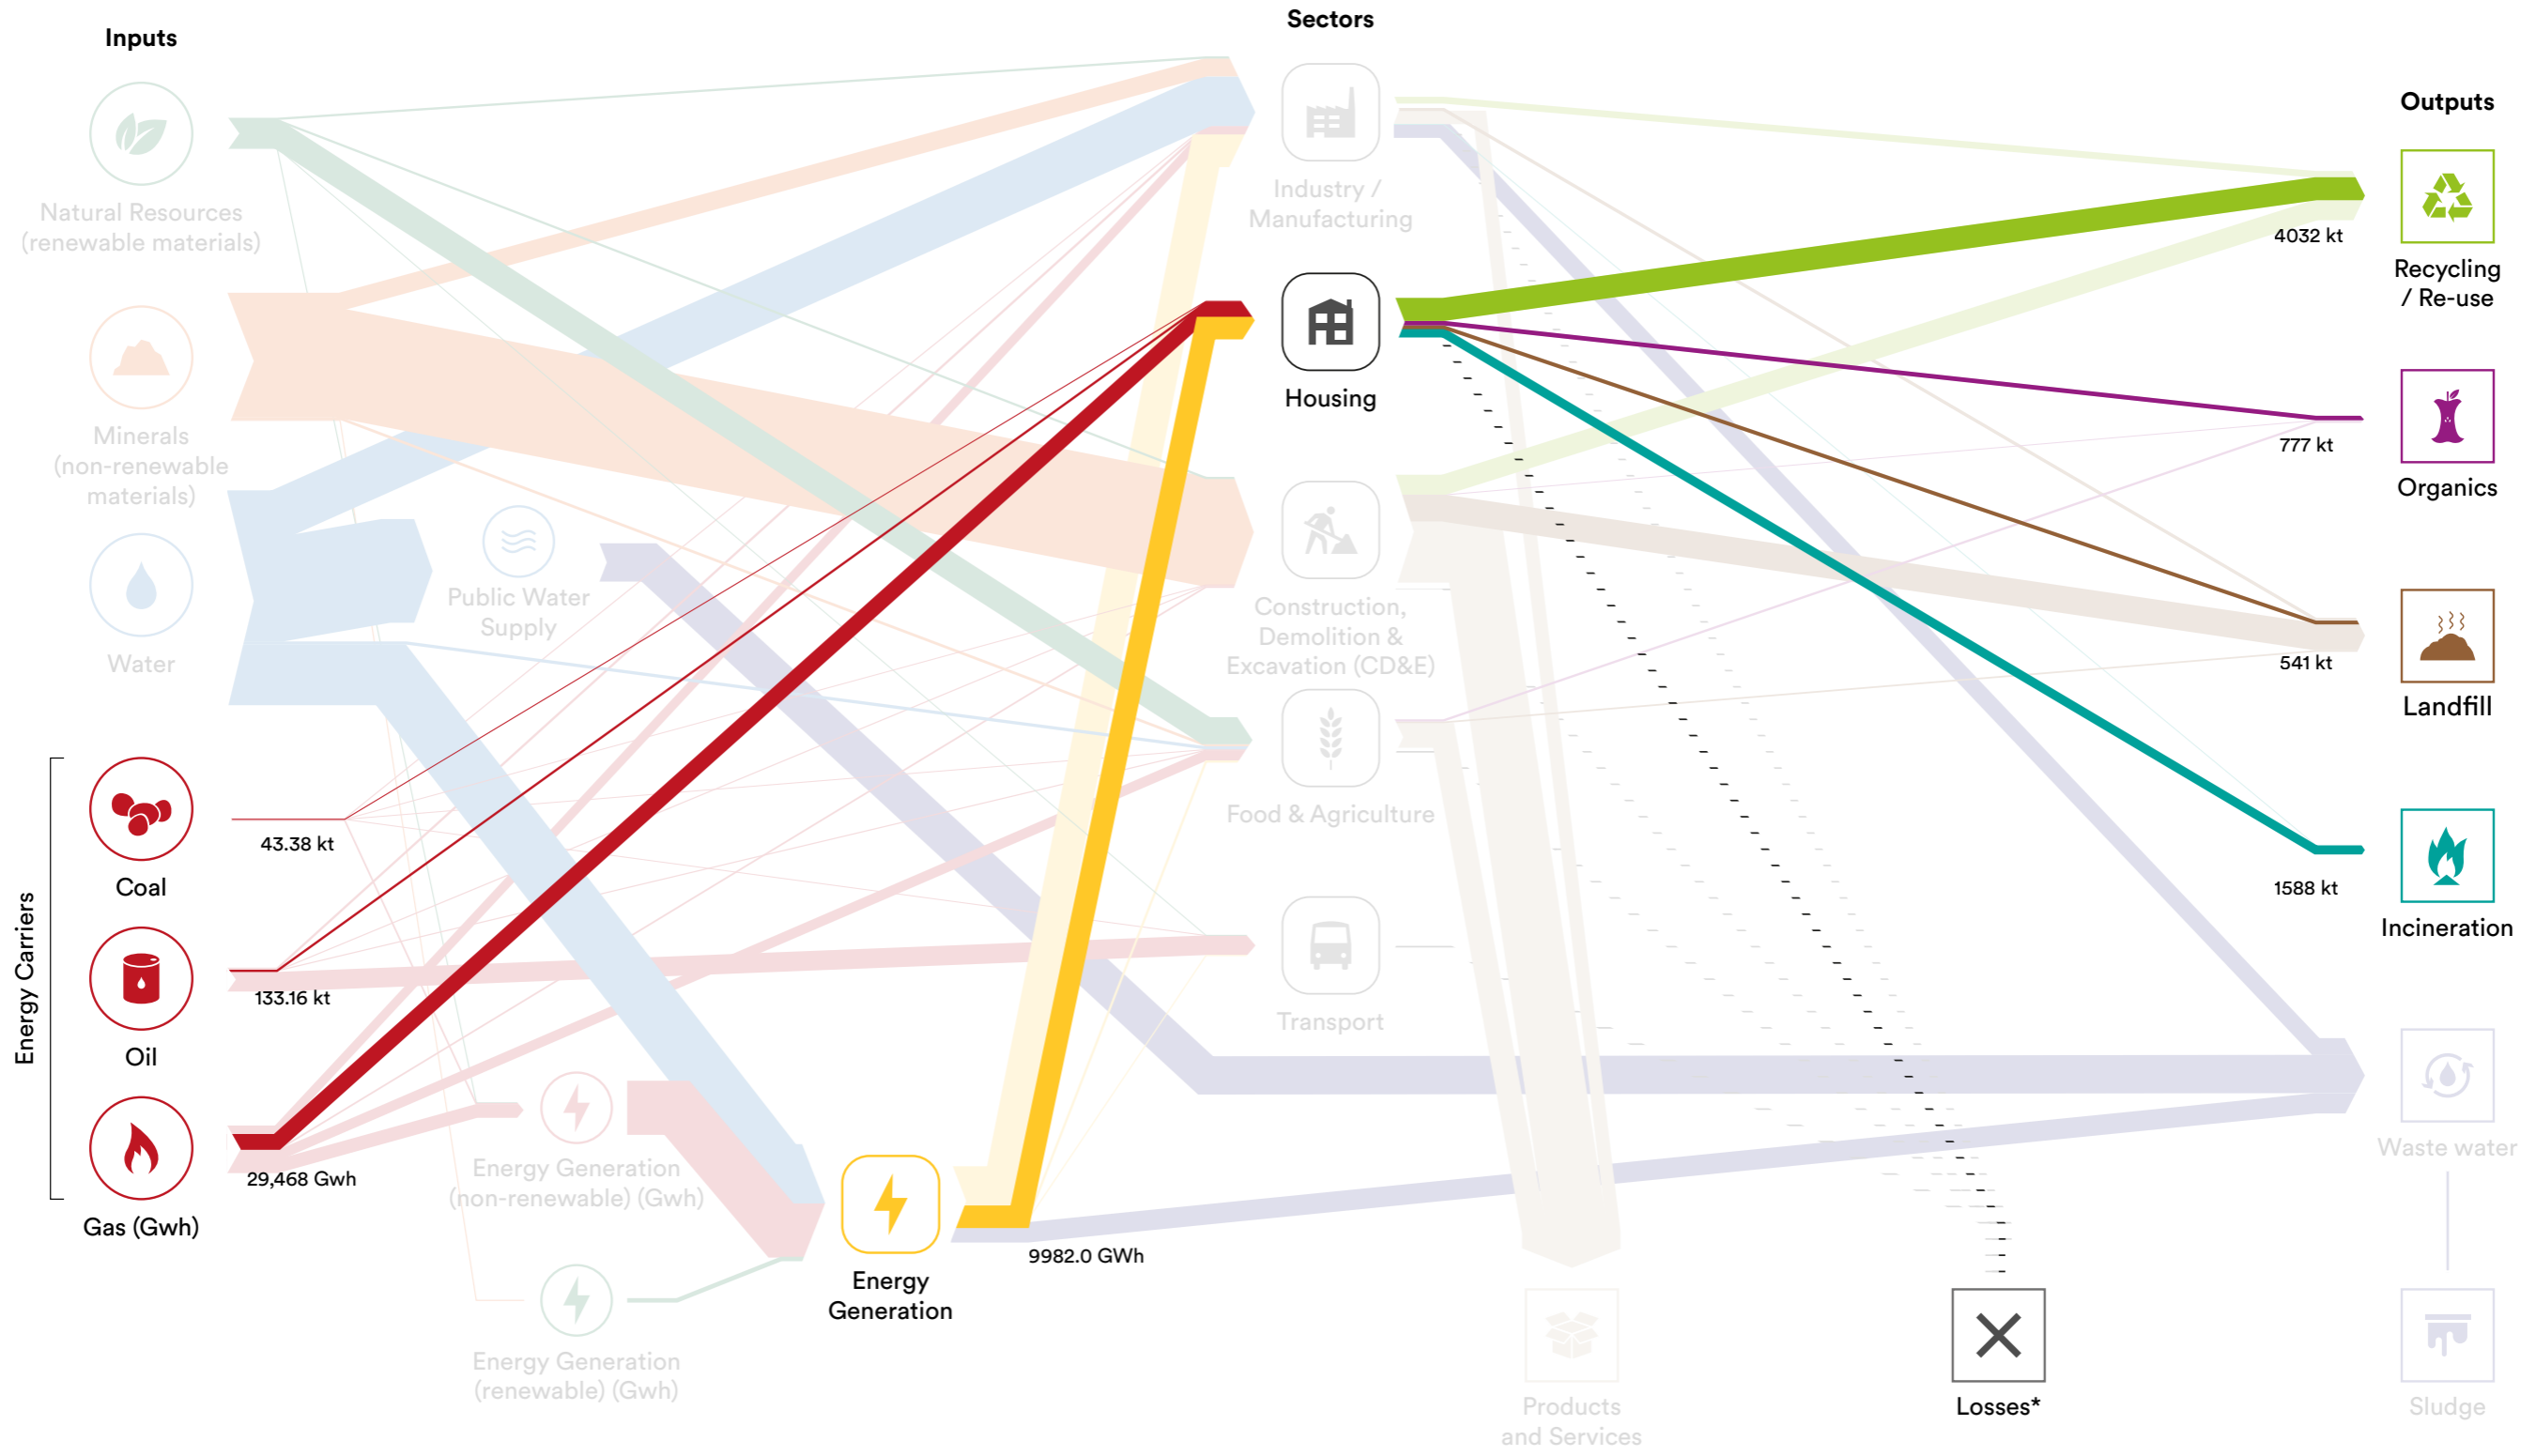 Inputs
Natural Resources
(renewable materials)
Minerals
(non-renewable
materials)
Water
Public Water
Supply
Energy Carriers
43.38 kt
Coal
133.16 kt
Oil
29,468 Gwh
Gas (Gwh)
Energy Generation
(non-renewable) (Gwh)
Energy Generation
(renewable) (Gwh)
Energy
Generation
9982.0 GWh
Sectors
Industry /
Manufacturing
Housing
Construction,
Demolition &
Excavation (CD&E)
Food & Agriculture
Transport
Products
and Services
Losses*
Outputs
4032 kt
Recycling
/ Re-use
777 kt
Organics
541 kt
Landfill
1588 kt
Incineration
Waste water
Sludge